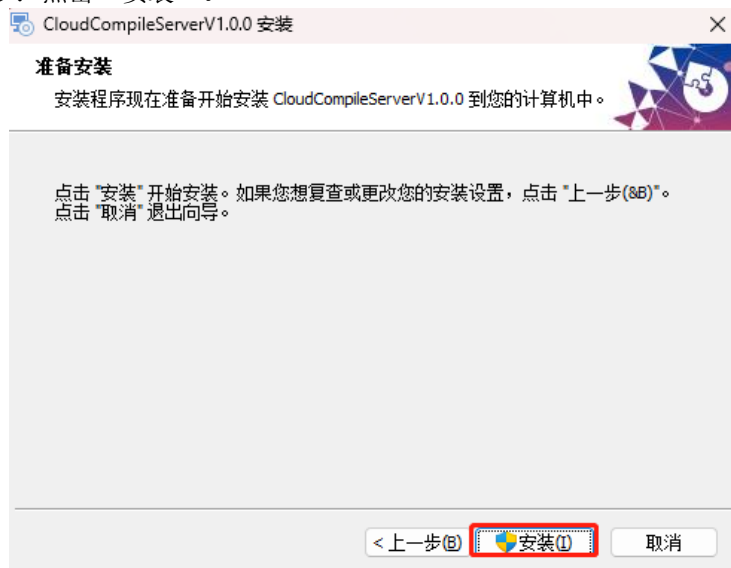 CloudCompileServerV1.0.0 安装
准备安装
安装程序现在准备开始安装 CloudCompileServerV1.0.0 到您的计算机中。
点击 "安装" 开始安装。如果您想复查或更改您的安装设置，点击 "上一步(&B)"。
点击 "取消" 退出向导。
<上一步(B) 安装(I) 取消